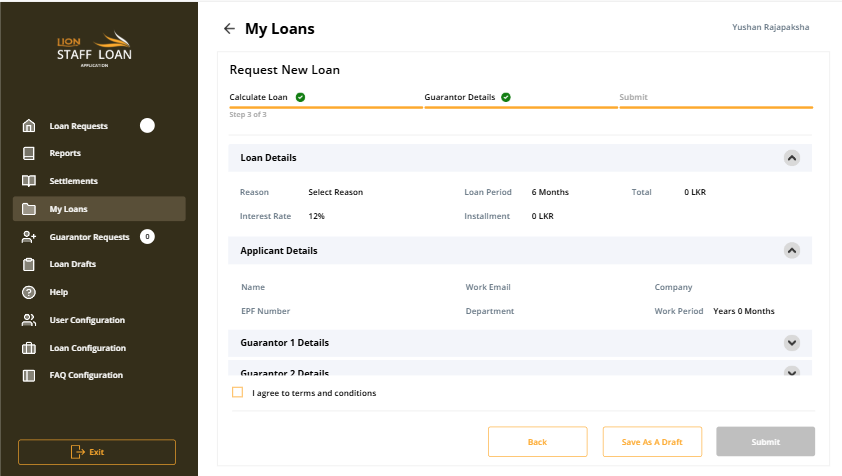 LION
STAFF LOAN
APPLICATION
Loan Requests
Reports
Settlements
My Loans
Guarantor Requests 0
Loan Drafts
Help
User Configuration
Loan Configuration
FAQ Configuration
Exit
My Loans
Yushan Rajapaksha
Request New Loan
Calculate Loan Guarantor Details Submit
Step 3 of 3
Loan Details
Reason Select Reason Loan Period 6 Months Total 0 LKR
Interest Rate 12% Installment 0 LKR
Applicant Details
Name Work Email Company
EPF Number Department Work Period Years 0 Months
Guarantor 1 Details
Guarantor 2 Details
I agree to terms and conditions
Back Save As A Draft Submit